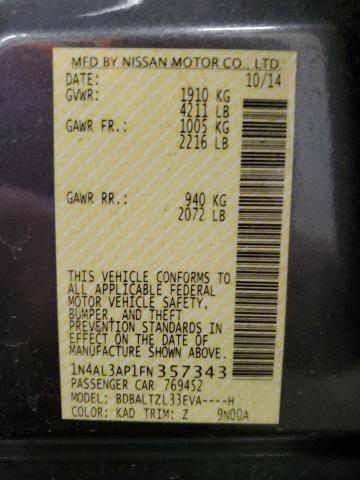 MFD BY NISSAN MOTOR CO., LTD.
DATE: 10/14
GVWR: 1910 KG
4211 LB
GAWR FR.: 1005 KG
2216 LB
GAWR RR.: 940 KG
2072 LB
THIS VEHICLE CONFORMS TO
ALL APPLICABLE FEDERAL
MOTOR VEHICLE SAFETY,
BUMPER, AND THEFT
PREVENTION STANDARDS IN
EFFECT ON THE DATE OF
MANUFACTURE SHOWN ABOVE.
1N4AL3AP1FN357343
PASSENGER CAR 769452
MODEL: BDBALTZL33EVA----H
COLOR: KAD TRIM: Z 9N00A